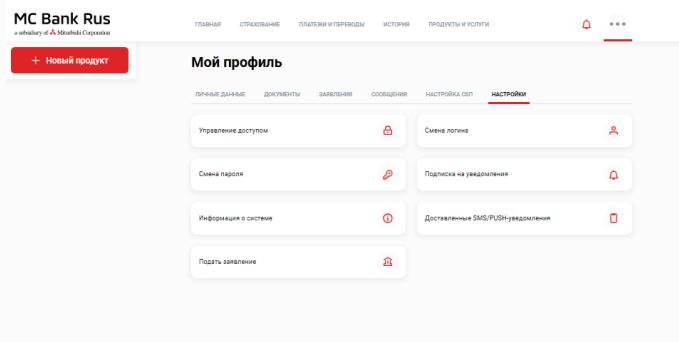 MC Bank Rus
a subsidiary of Mitsubishi Corporation
ГЛАВНАЯ СТРАХОВАНИЕ ПЛАТЕЖИ И ПЕРЕВОДЫ ИСТОРИЯ ПРОДУКТЫ И УСЛУГИ
+ Новый продукт
Мой профиль
ЛИЧНЫЕ ДАННЫЕ ДОКУМЕНТЫ ЗАЯВЛЕНИЯ СООБЩЕНИЯ НАСТРОЙКА СБП НАСТРОЙКИ
Управление доступом
Смена логина
Смена пароля
Подписка на уведомления
Информация о системе
Доставленные SMS/PUSH-уведомления
Подать заявление